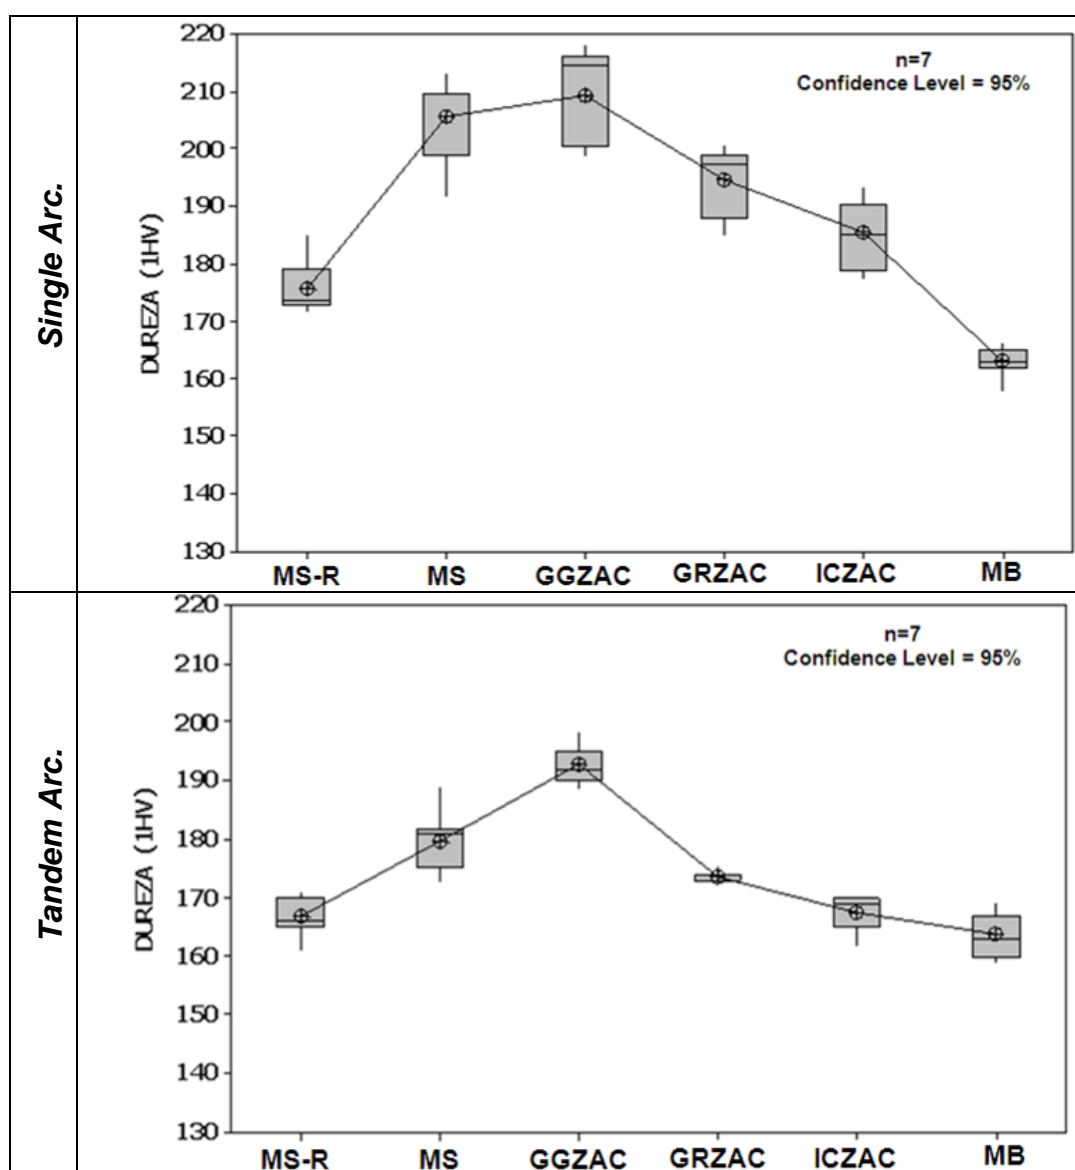 Single Arc.
DUREZA (1HV)
220
210
200
190
180
170
160
150
140
130
n=7
Confidence Level = 95%
MS-R MS GGZAC GRZAC ICZAC MB
Tandem Arc.
DUREZA (1HV)
220
210
200
190
180
170
160
150
140
130
n=7
Confidence Level = 95%
MS-R MS GGZAC GRZAC ICZAC MB